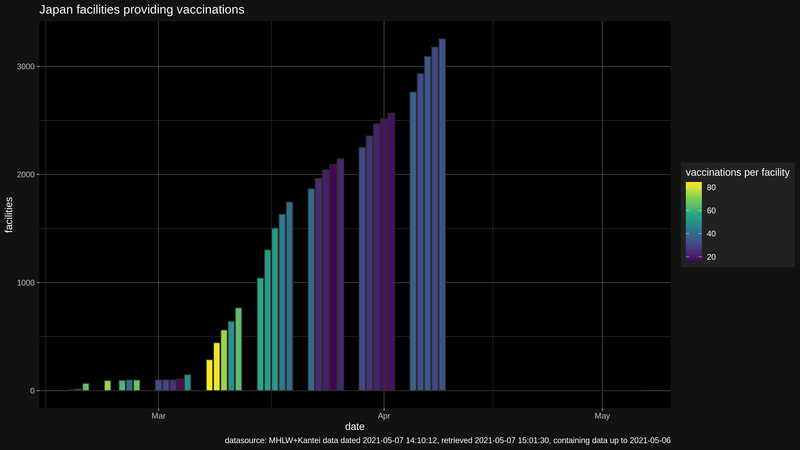 Japan facilities providing vaccinations
facilities
3000
2000
1000
0
Mar
Apr
May
date
vaccinations per facility
80
60
40
20
datasource: MHLW+Kantei data dated 2021-05-07 14:10:12, retrieved 2021-05-07 15:01:30, containing data up to 2021-05-06